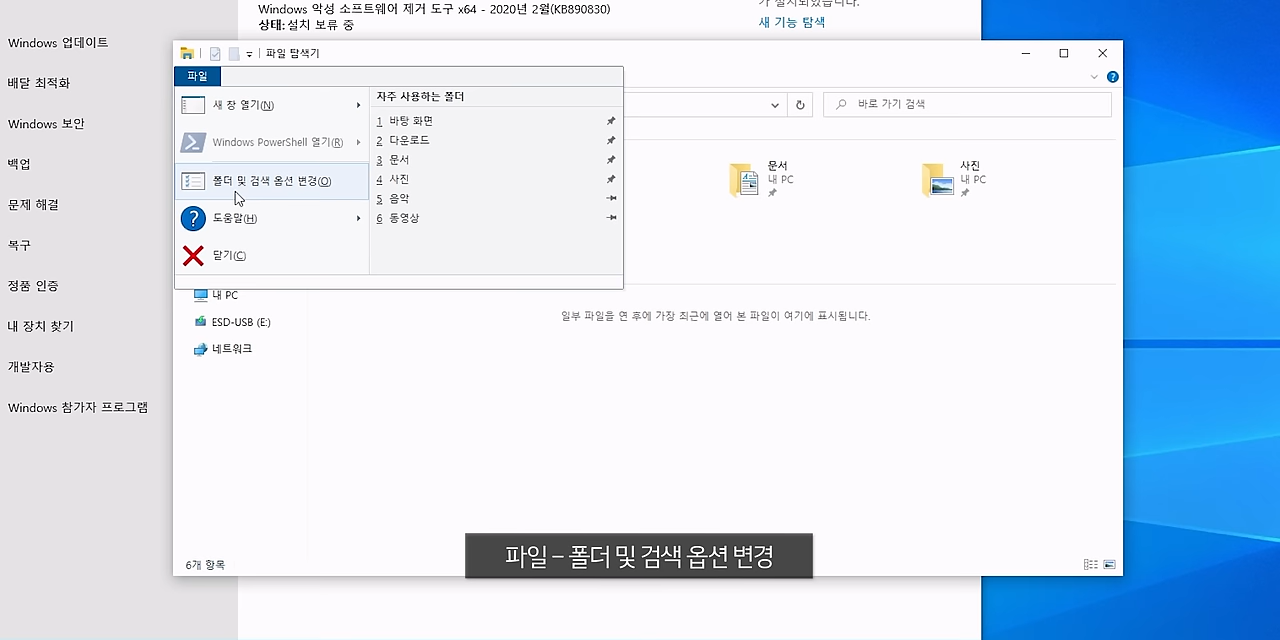 Windows 악성 소프트웨어 제거 도구 x64 - 2020년 2월(KB890830)
상태: 설치 보류 중
새 기능 탐색
Windows 업데이트
배달 최적화
Windows 보안
백업
문제 해결
복구
정품 인증
내 장치 찾기
개발자용
Windows 참가자 프로그램
파일 탐색기
파일
새 창 열기(N)
Windows PowerShell 열기(R)
폴더 및 검색 옵션 변경(O)
도움말(H)
닫기(C)
자주 사용하는 폴더
1 바탕 화면
2 다운로드
3 문서
4 사진
5 음악
6 동영상
바로 가기 검색
문서
내 PC
사진
내 PC
내 PC
ESD-USB (E:)
네트워크
일부 파일을 연 후에 가장 최근에 열어 본 파일이 여기에 표시됩니다.
6개 항목
파일 – 폴더 및 검색 옵션 변경